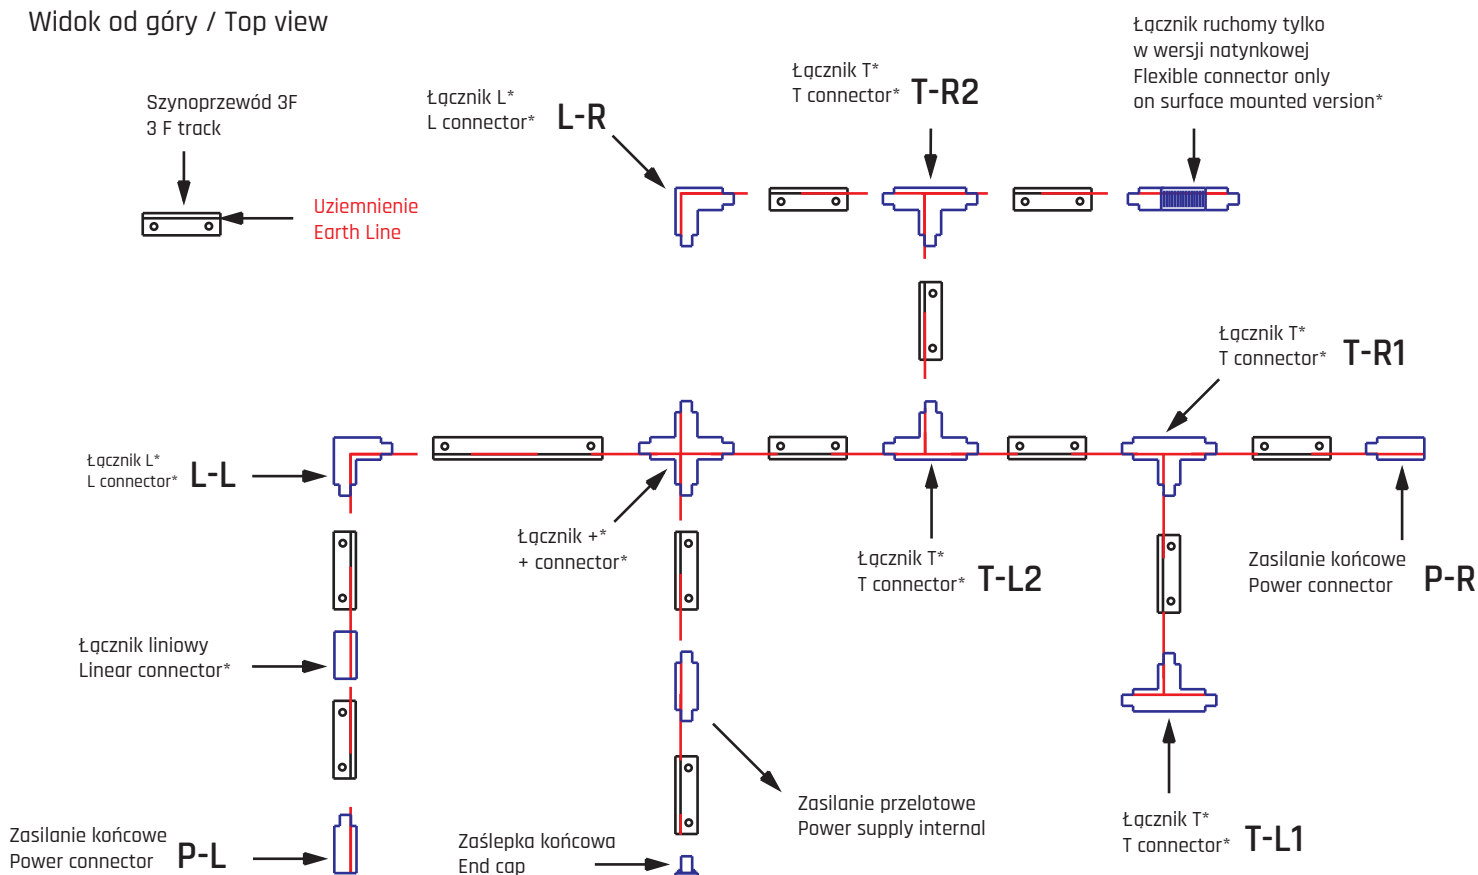 Widok od góry / Top view
Szynoprzewód 3F
3 F track
Uziemnienie
Earth Line
Łącznik L*
L connector*
L-R
Łącznik T*
T connector*
T-R2
Łącznik ruchomy tylko
w wersji natynkowej
Flexible connector only
on surface mounted version*
Łącznik T*
T connector*
T-R1
Łącznik L*
L connector*
L-L
Łącznik +*
+ connector*
Łącznik T*
T connector*
T-L2
Zasilanie końcowe
Power connector
P-R
Łącznik liniowy
Linear connector*
Zasilanie przelotowe
Power supply internal
Łącznik T*
T connector*
T-L1
Zasilanie końcowe
Power connector
P-L
Zaślepka końcowa
End cap